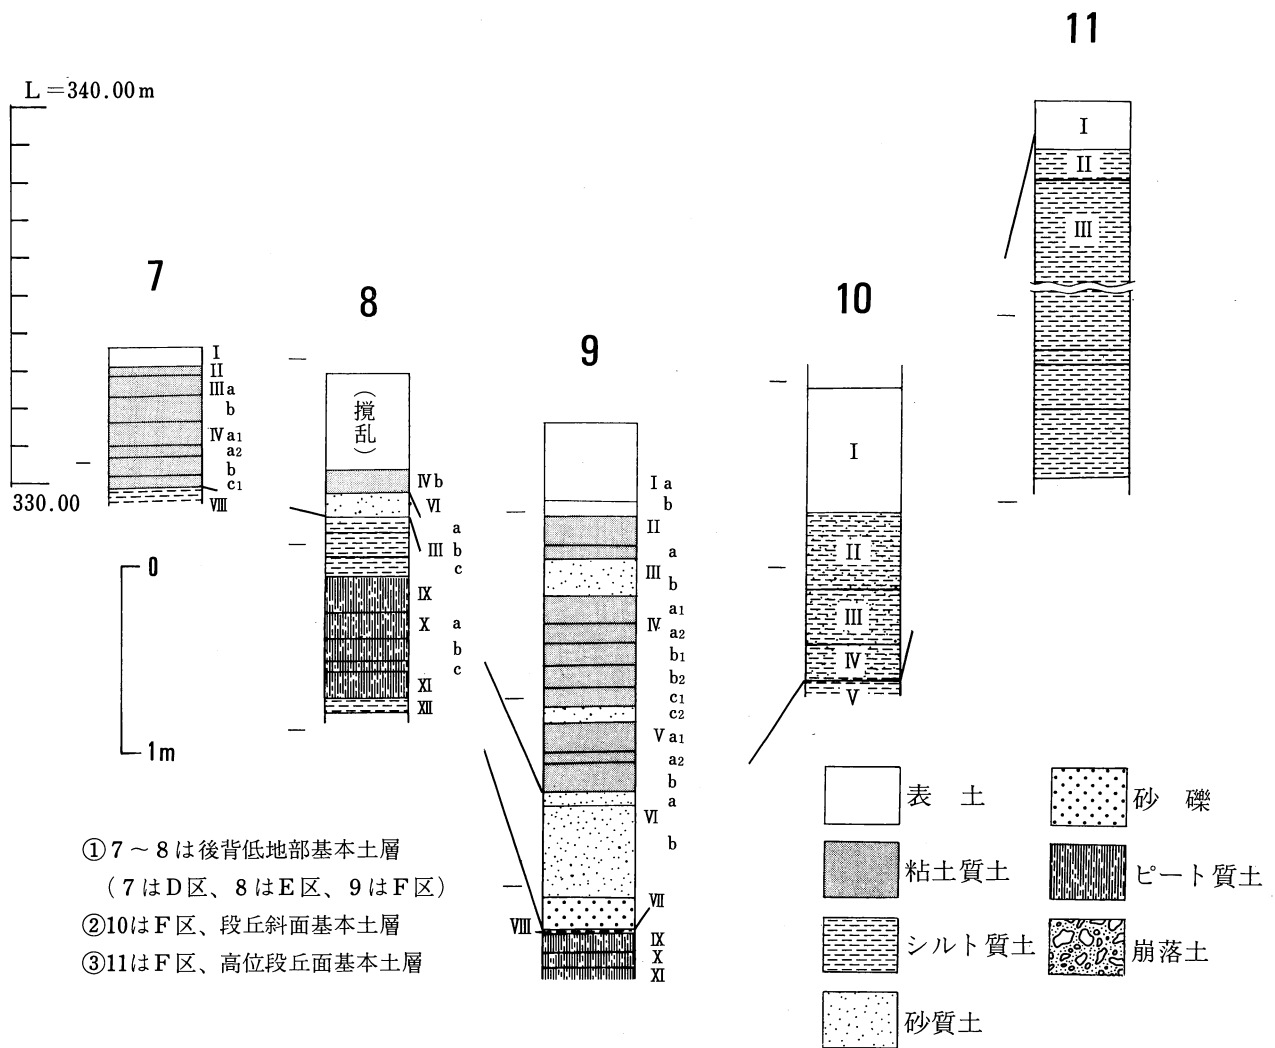 11
L=340.00m
I
II
III
7
I
II
IIIa
b
IVa1
a2
b
c1
VIII
330.00
8
(撹乱)
IVb
VI
a
III b
c
IX
X a
b
c
XI
XII
0
1m
9
I a
b
II
a
III
b
a1
IV
a2
b1
b2
c1
c2
V a1
a2
b
a
VI
b
VII
VIII
IX
X
XI
10
I
II
III
IV
V
①7～8は後背低地部基本土層
(7はD区、8はE区、9はF区)
②10はF区、段丘斜面基本土層
③11はF区、高位段丘面基本土層
表土
砂礫
粘土質土
ピート質土
シルト質土
崩落土
砂質土